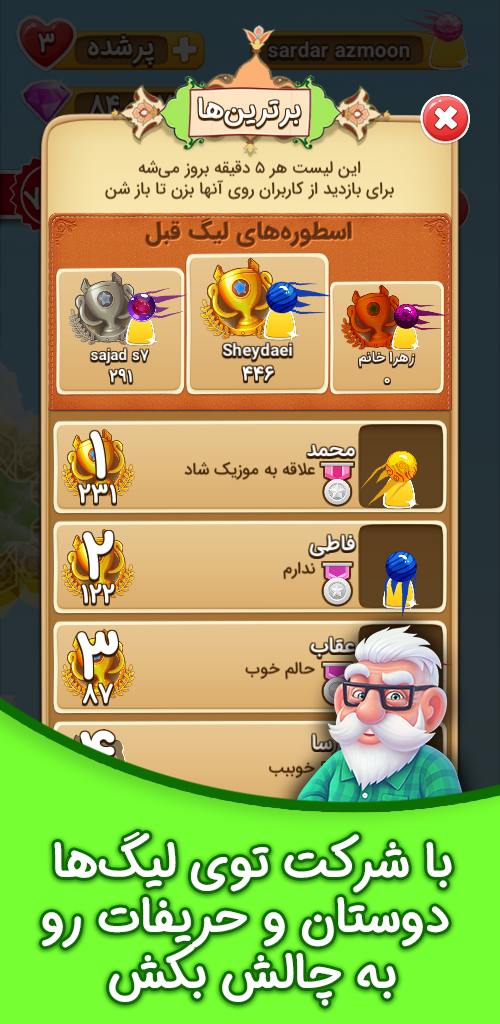 ۳
پرشده
sardar azmoon
برترین‌ها
این لیست هر ۵ دقیقه بروز می‌شه
برای بازدید از کاربران روی آنها بزن تا باز شن
اسطوره‌های لیگ قبل
sajad s۷
۲۹۱
Sheydaei
۴۴۶
زهرا خانم
۰
۱
۲۳۱
محمد
علاقه به موزیک شاد
۲
۱۲۲
فاطی
ندارم
۳
۸۷
عقاب
حالم خوب
۴
سا
خوببب
با شرکت توی لیگ‌ها
دوستان و حریفات رو
به چالش بکش